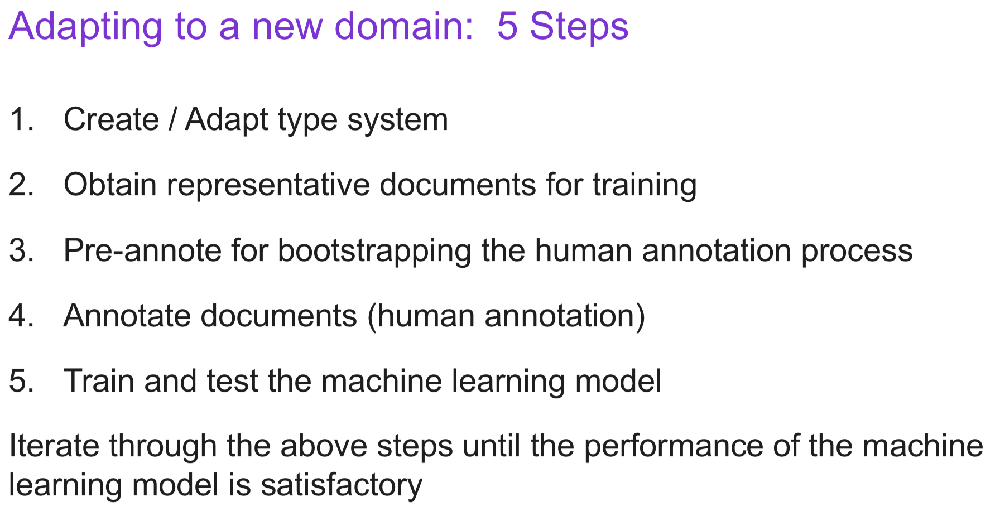 Adapting to a new domain:  5 Steps
1. Create / Adapt type system
2. Obtain representative documents for training
3. Pre-annote for bootstrapping the human annotation process
4. Annotate documents (human annotation)
5. Train and test the machine learning model
Iterate through the above steps until the performance of the machine
learning model is satisfactory